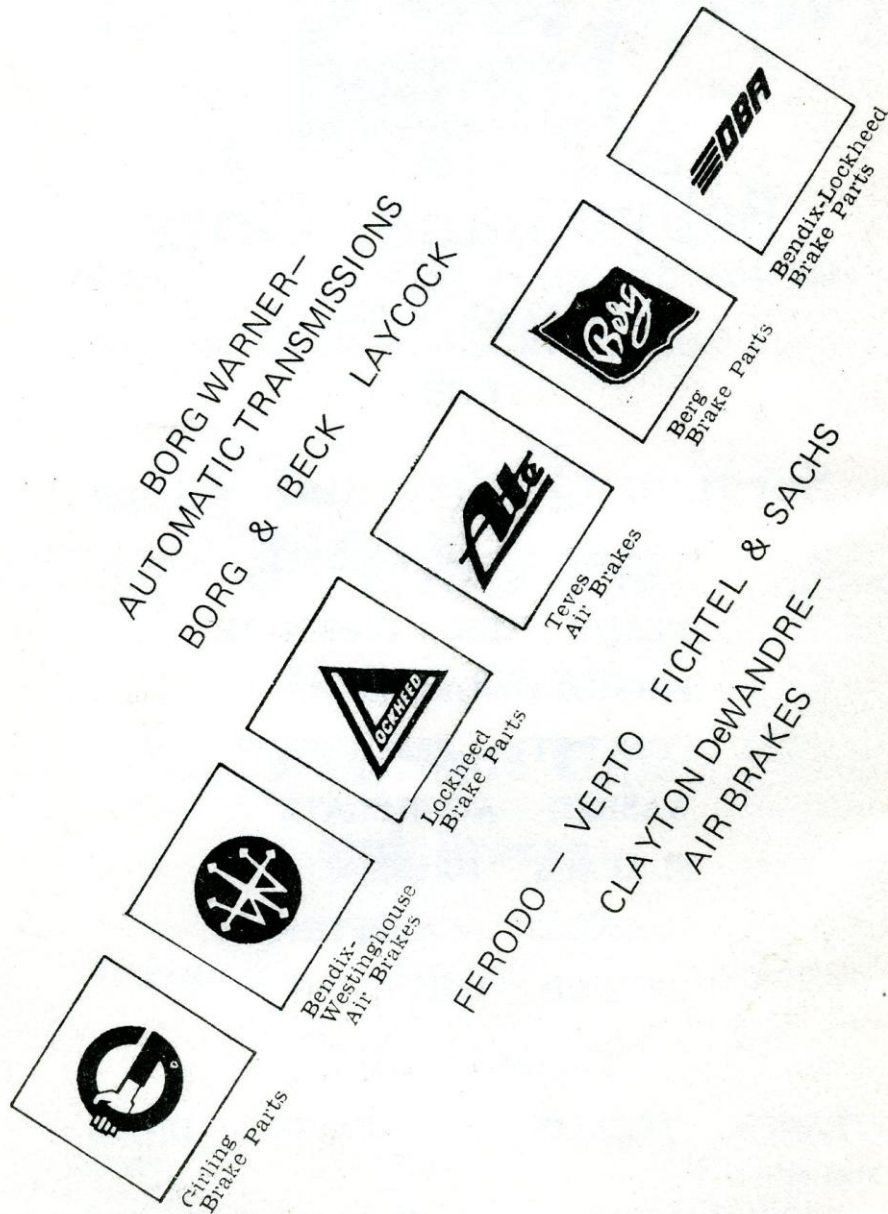 BORG WARNER—
AUTOMATIC TRANSMISSIONS
BORG & BECK LAYCOCK
Girling
Brake Parts
Bendix-
Westinghouse
Air Brakes
LOCKHEED
Lockheed
Brake Parts
Ate
Teves
Air Brakes
Berg
Berg
Brake Parts
DBA
Bendix-Lockheed
Brake Parts
FERODO — VERTO FICHTEL & SACHS
CLAYTON DeWANDRE—
AIR BRAKES